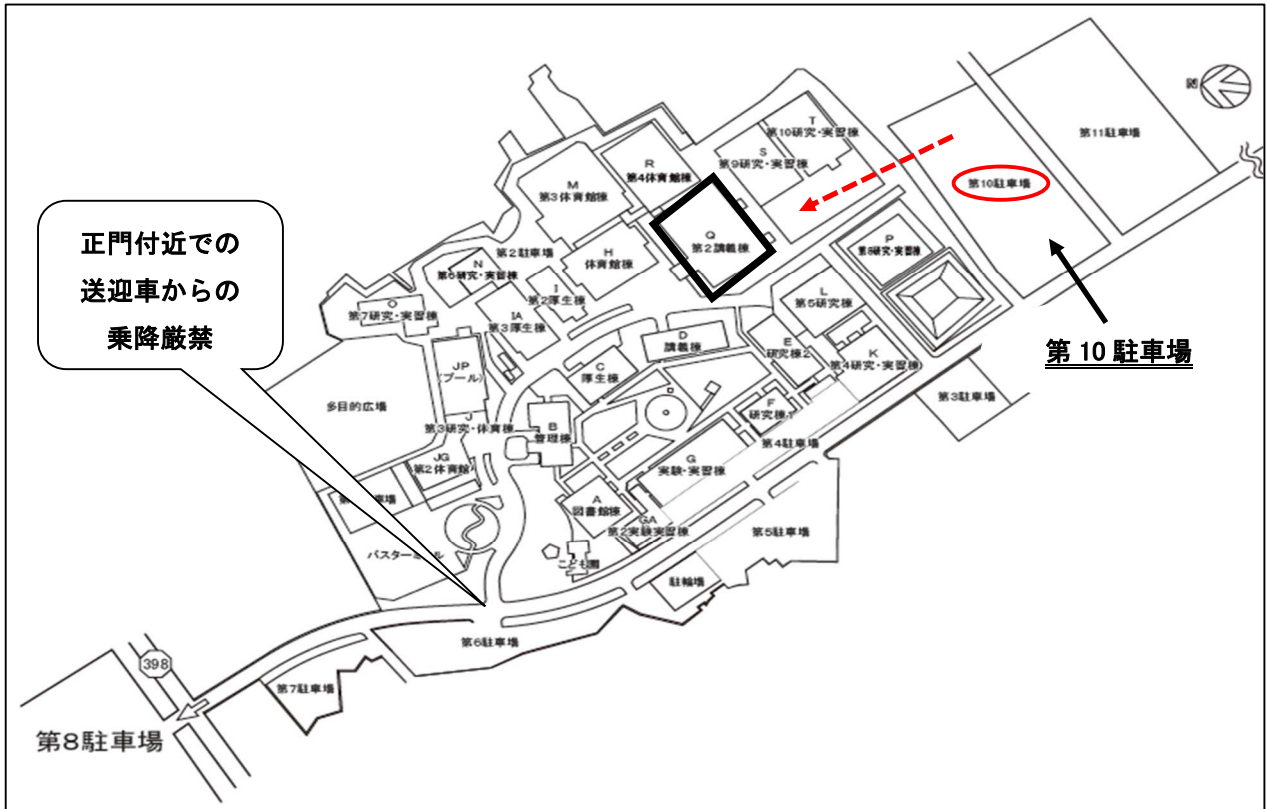 N
T
第10研究・実習棟
第11駐車場
S
第9研究・実習棟
R
第4体育館棟
第10駐車場
M
第3体育館棟
正門付近での
送迎車からの
乗降厳禁
Q
第2講義棟
P
第8研究・実習棟
第2駐車場
H
体育館棟
N
第6研究・実習棟
I
第2厚生棟
L
第5研究棟
O
第7研究・実習棟
IA
第3厚生棟
D
講義棟
E
研究棟2
K
第4研究・実習棟
第10駐車場
JP
(プール)
C
厚生棟
第3駐車場
多目的広場
F
研究棟1
J
第3研究・体育棟
B
管理棟
第4駐車場
JG
第2体育館
G
実験・実習棟
駐車場
A
図書館棟
GA
第2実験実習棟
第5駐車場
バスターミ
ル
こども園
駐輪場
第6駐車場
398
第7駐車場
第8駐車場